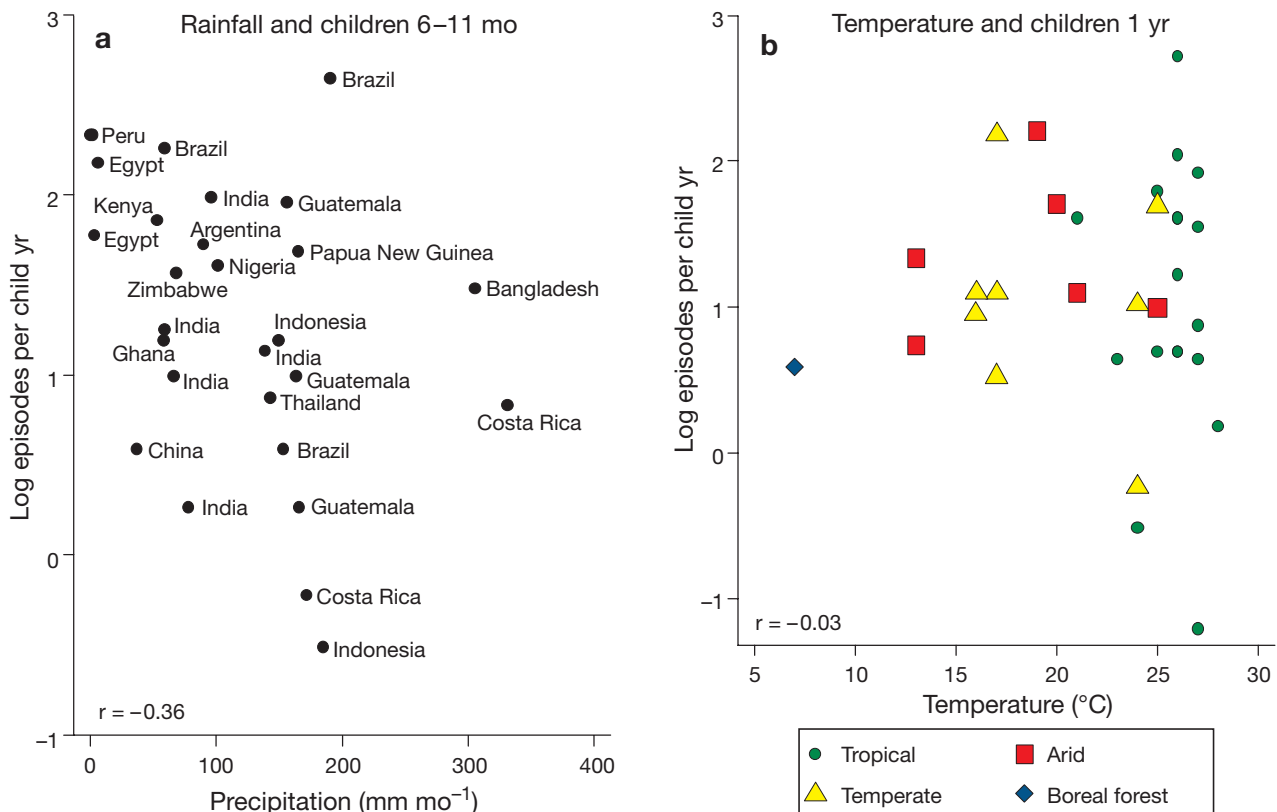 a
Rainfall and children 6–11 mo
Log episodes per child yr
3
2
1
0
−1
Brazil
Peru
Brazil
Egypt
India
Guatemala
Kenya
Argentina
Egypt
Papua New Guinea
Nigeria
Zimbabwe
Bangladesh
India
Indonesia
Ghana
India
India
Guatemala
Thailand
Costa Rica
China
Brazil
India
Guatemala
Costa Rica
Indonesia
r = −0.36
0 100 200 300 400
Precipitation (mm mo⁻¹)
b
Temperature and children 1 yr
Log episodes per child yr
3
2
1
0
−1
r = −0.03
5 10 15 20 25 30
Temperature (°C)
Tropical Arid
Temperate Boreal forest